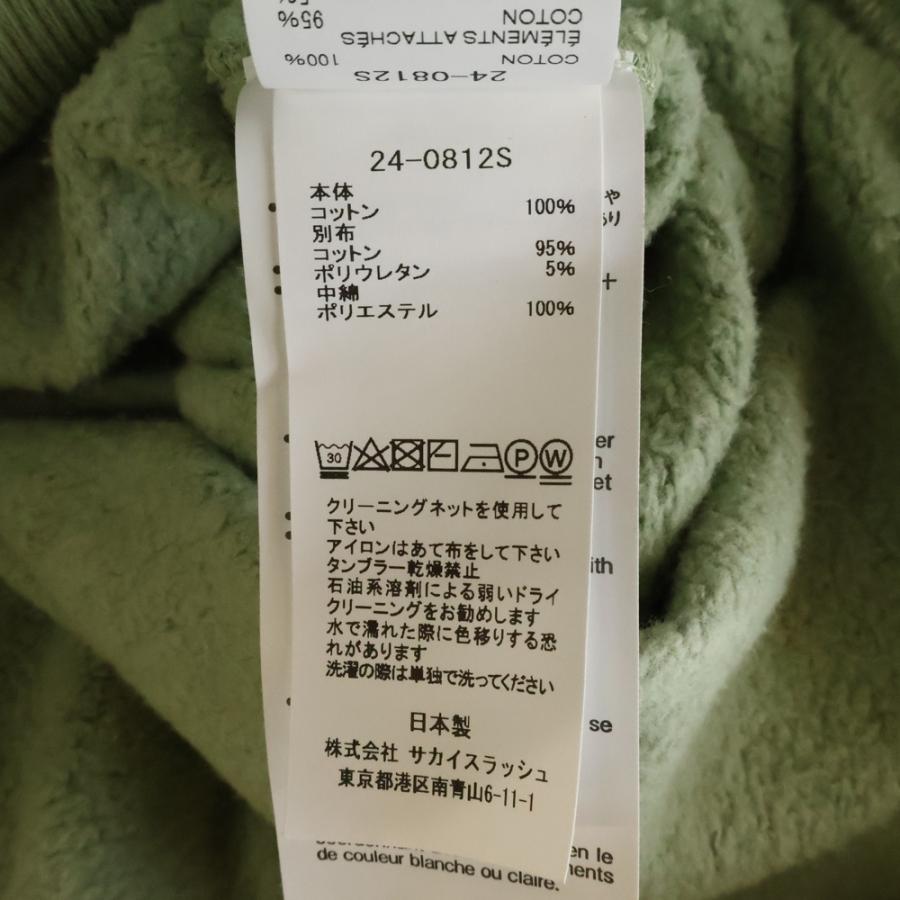 95%
COTON
ÉLÉMENTS ATTACHÉS
COTON 100%
24-0812S
24-0812S
本体
コットン 100%
別布
コットン 95%
ポリウレタン 5%
中綿
ポリエステル 100%
30
P
W
クリーニングネットを使用して
下さい
アイロンはあて布をして下さい
タンブラー乾燥禁止
石油系溶剤による弱いドライ
クリーニングをお勧めします
水で濡れた際に色移りする恐
れがあります
洗濯の際は単独で洗ってください
日本製
株式会社 サカイスラッシュ
東京都港区南青山6-11-1
en le
de couleur blanche ou claire.